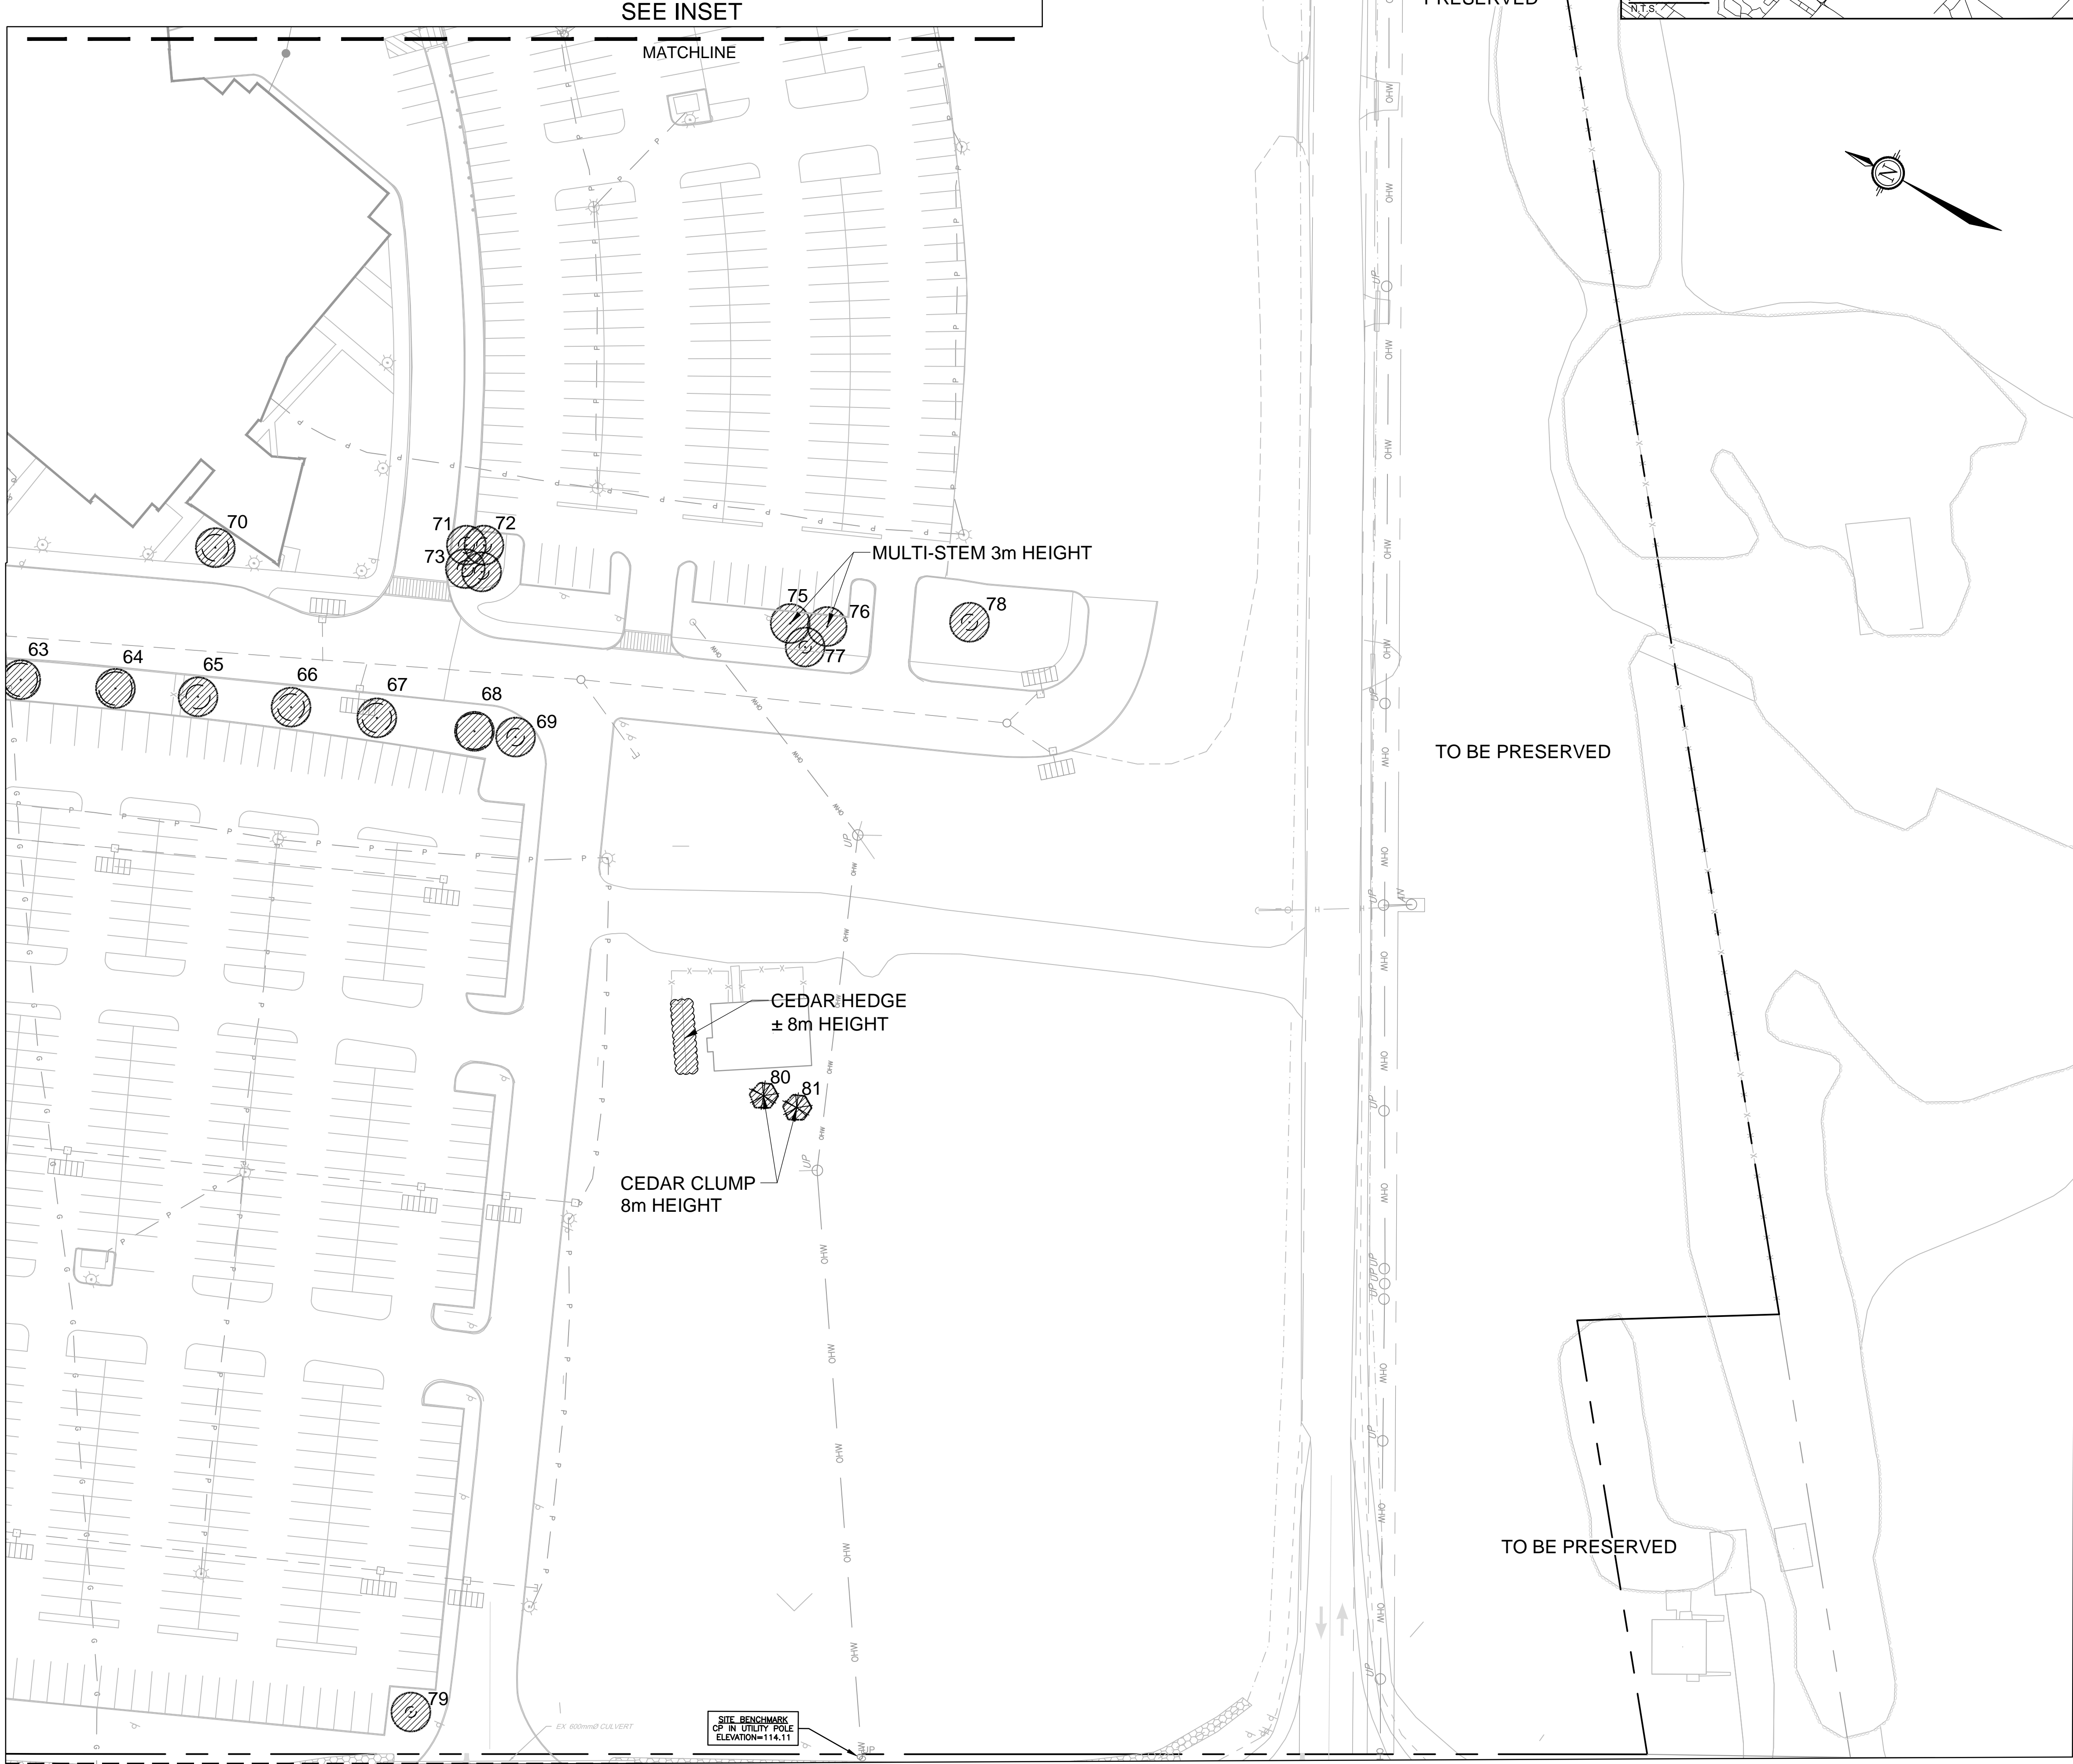 SEE INSET
PRESERVED
N.T.S.
MATCHLINE
N
70
71
72
73
MULTI-STEM 3m HEIGHT
75
76
77
78
63
64
65
66
67
68
69
TO BE PRESERVED
CEDAR HEDGE
± 8m HEIGHT
80
81
CEDAR CLUMP
8m HEIGHT
TO BE PRESERVED
79
EX 600mmØ CULVERT
SITE BENCHMARK
CP IN UTILITY POLE
ELEVATION=114.11
UP
OHW